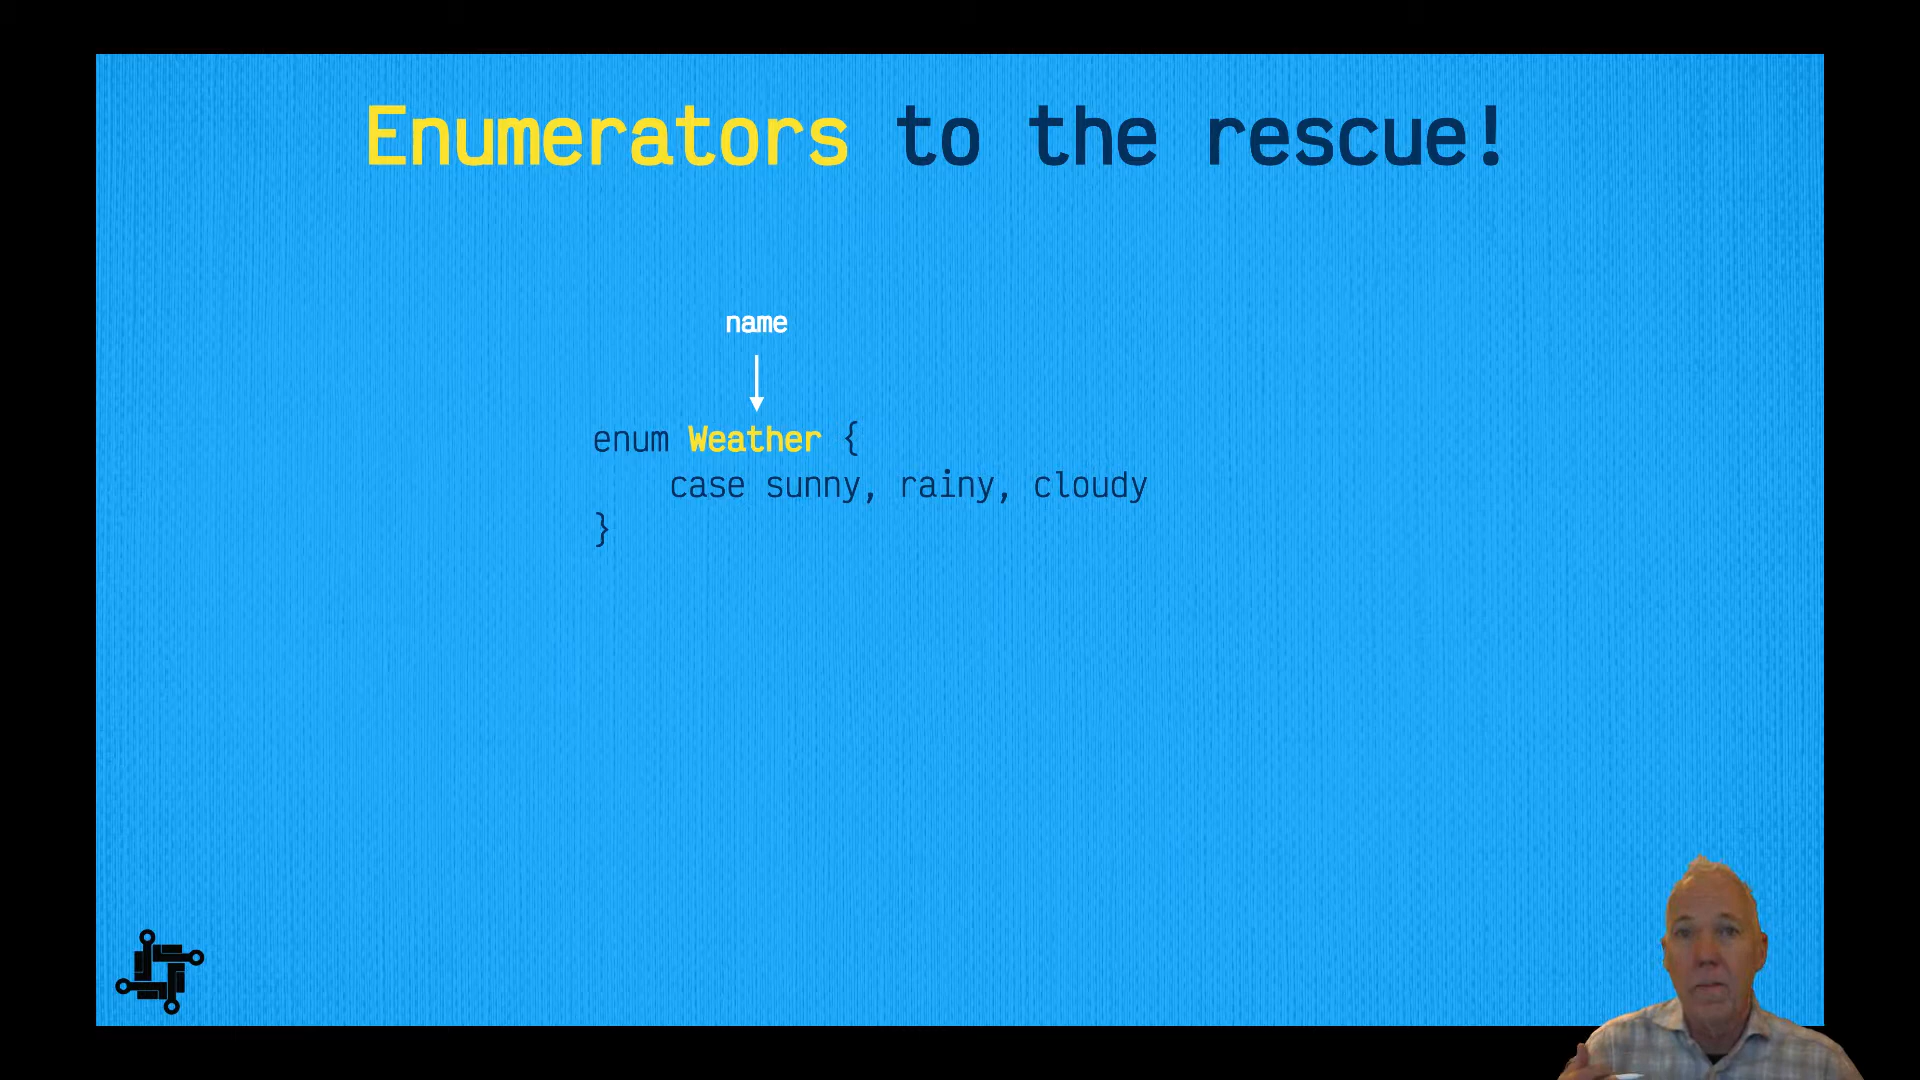 Enumerators to the rescue!
name
enum Weather {
case sunny, rainy, cloudy
}